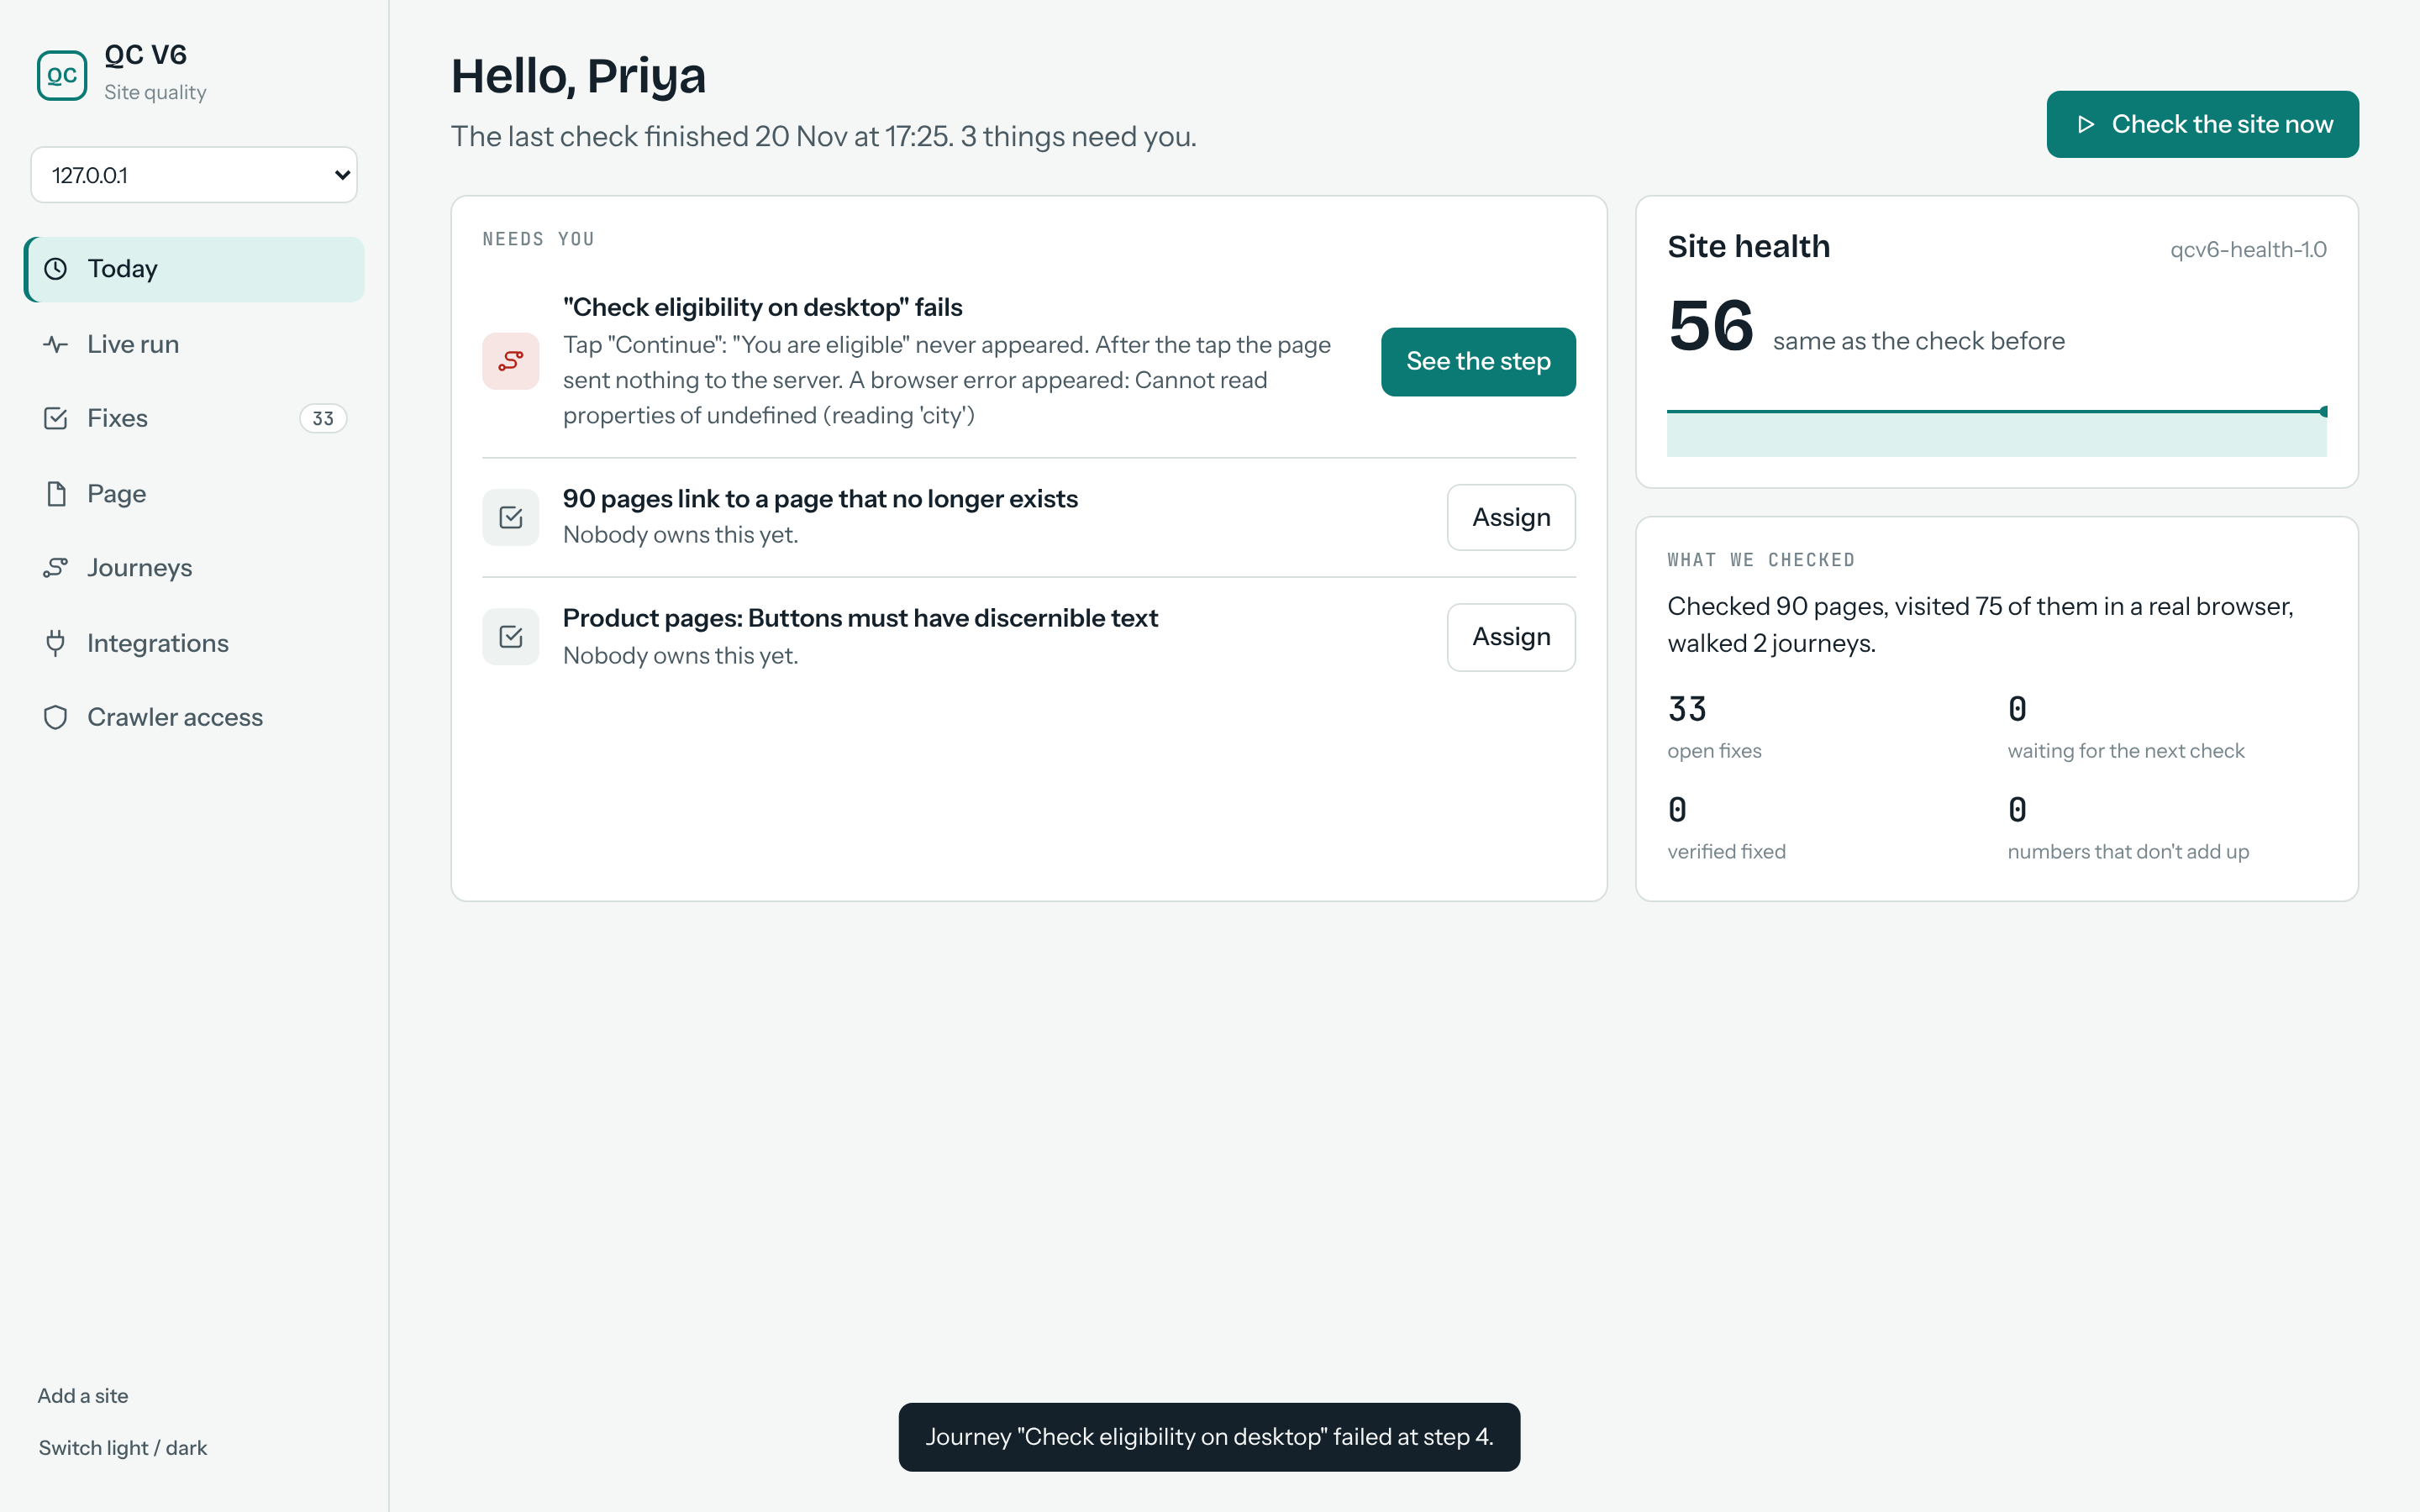 QC
QC V6
Site quality
127.0.0.1
Today
Live run
Fixes
33
Page
Journeys
Integrations
Crawler access
Add a site
Switch light / dark
Hello, Priya
The last check finished 20 Nov at 17:25. 3 things need you.
Check the site now
NEEDS YOU
"Check eligibility on desktop" fails
Tap "Continue": "You are eligible" never appeared. After the tap the page
sent nothing to the server. A browser error appeared: Cannot read
properties of undefined (reading 'city')
See the step
90 pages link to a page that no longer exists
Nobody owns this yet.
Assign
Product pages: Buttons must have discernible text
Nobody owns this yet.
Assign
Site health
qcv6-health-1.0
56
same as the check before
WHAT WE CHECKED
Checked 90 pages, visited 75 of them in a real browser,
walked 2 journeys.
33
open fixes
0
waiting for the next check
0
verified fixed
0
numbers that don't add up
Journey "Check eligibility on desktop" failed at step 4.